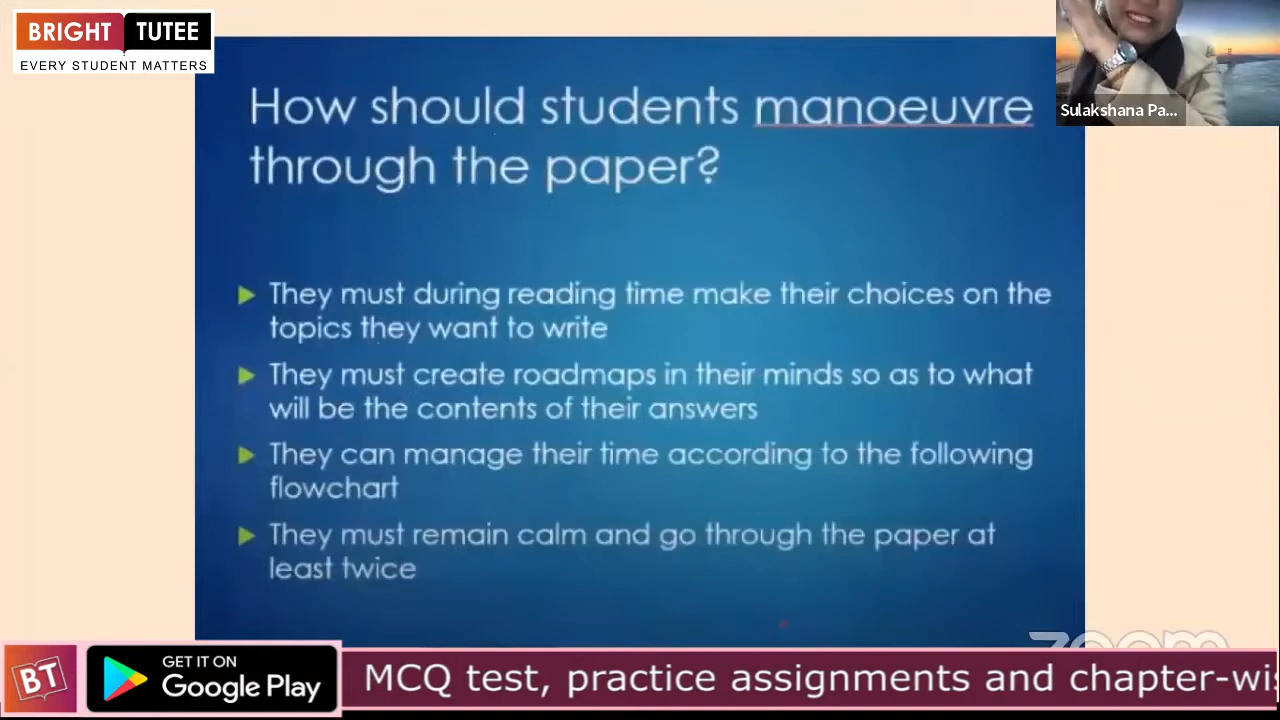 BRIGHT TUTEE
EVERY STUDENT MATTERS
Sulakshana Pa...
How should students manoeuvre
through the paper?
They must during reading time make their choices on the
topics they want to write
They must create roadmaps in their minds so as to what
will be the contents of their answers
They can manage their time according to the following
flowchart
They must remain calm and go through the paper at
least twice
zoom
BT
GET IT ON
Google Play
MCQ test, practice assignments and chapter-wis